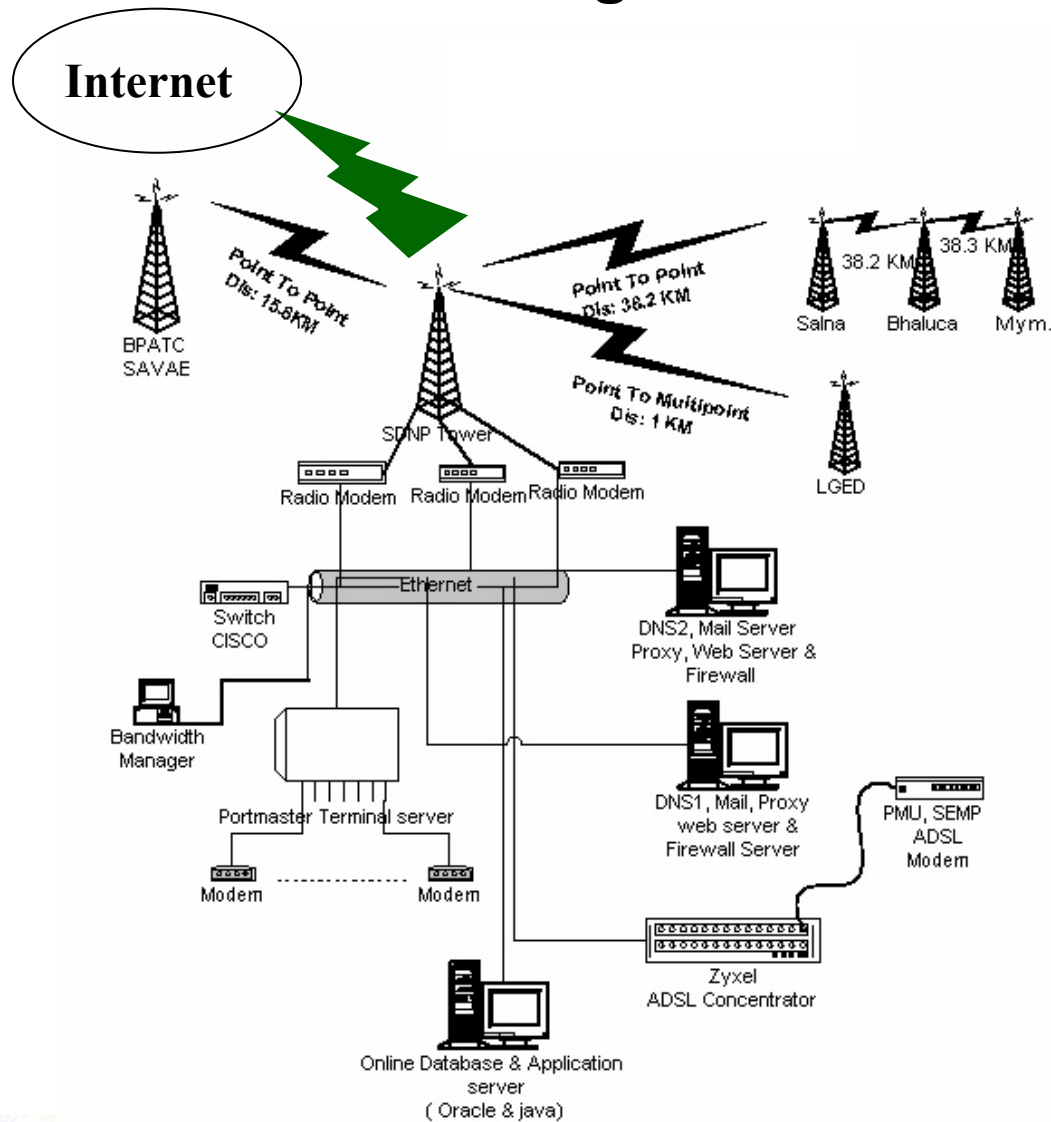 Internet
Point To Point
Dis: 15.8KM
BPATC
SAVAE
Point To Point
Dis: 38.2 KM
38.2 KM
38.3 KM
Salna
Bhaluca
Mym.
Point To Multipoint
Dis: 1 KM
LGED
SDNP Tower
Radio Modem
Radio Modem
Radio Modem
Ethernet
Switch
CISCO
DNS2, Mail Server
Proxy, Web Server &
Firewall
Bandwidth
Manager
Portmaster Terminal server
DNS1, Mail, Proxy
web server &
Firewall Server
PMU, SEMP
ADSL
Modem
Modem
Modem
Zyxel
ADSL Concentrator
Online Database & Application
server
( Oracle & java)